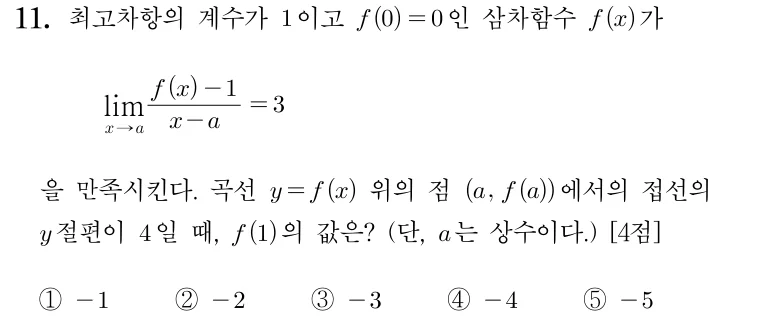 11. 최고차항의 계수가 1이고 f(0)=0인 삼차함수 f(x)가
lim_{x→a} \frac{f(x)-1}{x-a} = 3
을 만족시킨다. 곡선 y=f(x) 위의 점 (a, f(a))에서의 접선의
y절편이 4일 때, f(1)의 값은? (단, a는 상수이다.) [4점]
① -1 ② -2 ③ -3 ④ -4 ⑤ -5